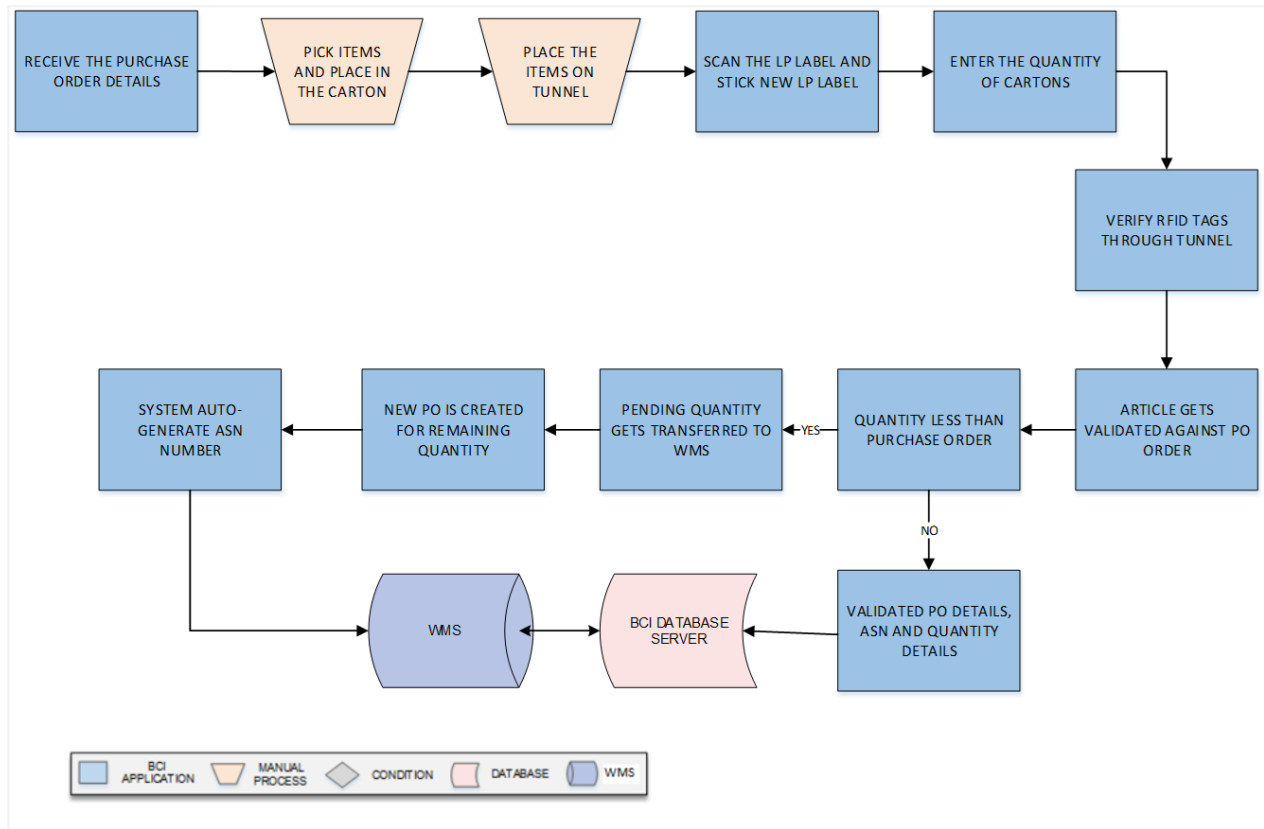 RECEIVE THE PURCHASE
ORDER DETAILS
PICK ITEMS
AND PLACE IN
THE CARTON
PLACE THE
ITEMS ON
TUNNEL
SCAN THE LP LABEL AND
STICK NEW LP LABEL
ENTER THE QUANTITY
OF CARTONS
VERIFY RFID TAGS
THROUGH TUNNEL
ARTICLE GETS
VALIDATED AGAINST PO
ORDER
QUANTITY LESS THAN
PURCHASE ORDER
YES
PENDING QUANTITY
GETS TRANSFERRED TO
WMS
NEW PO IS CREATED
FOR REMAINING
QUANTITY
SYSTEM AUTO-
GENERATE ASN
NUMBER
NO
VALIDATED PO DETAILS,
ASN AND QUANTITY
DETAILS
BCI DATABASE
SERVER
WMS
BCI
APPLICATION
MANUAL
PROCESS
CONDITION
DATABASE
WMS